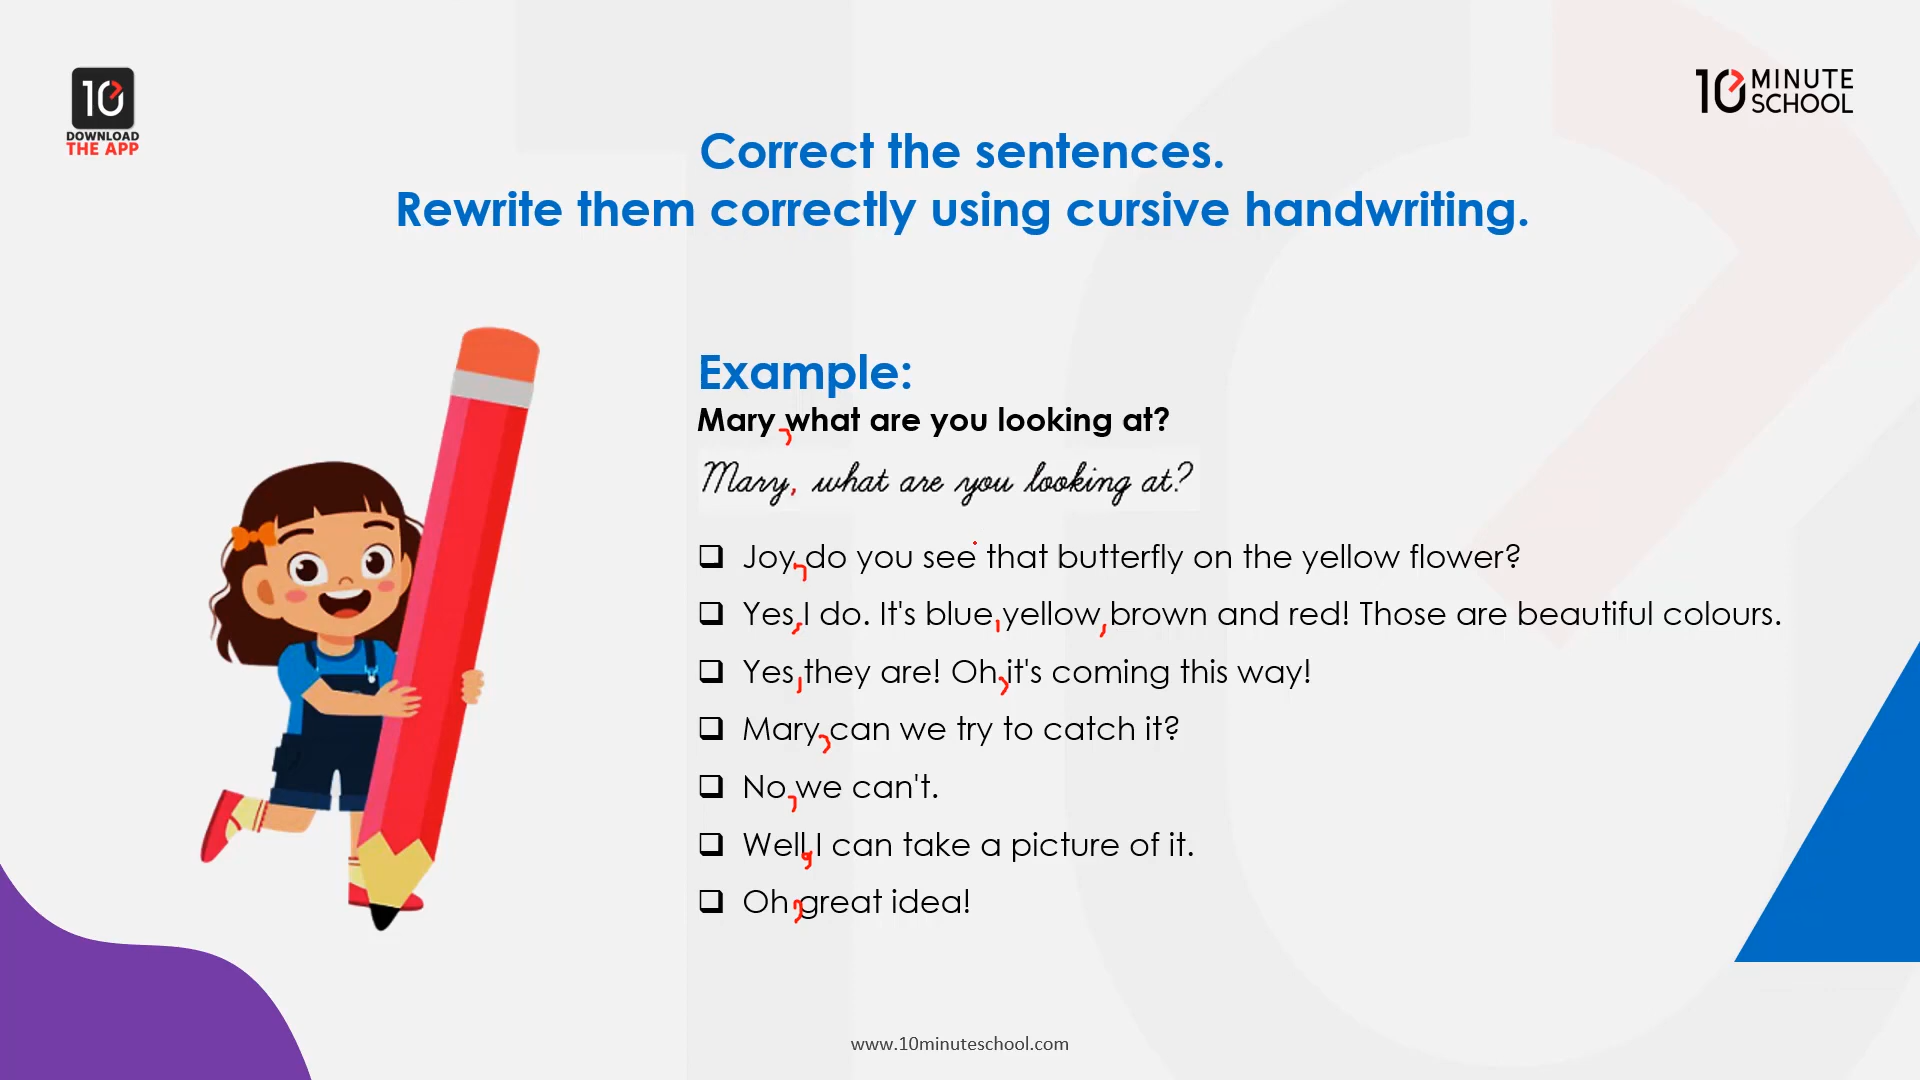 10
DOWNLOAD
THE APP
10 MINUTE
SCHOOL
Correct the sentences.
Rewrite them correctly using cursive handwriting.
Example:
Mary, what are you looking at?
Mary, what are you looking at?
❑ Joy, do you see that butterfly on the yellow flower?
❑ Yes, I do. It's blue, yellow, brown and red! Those are beautiful colours.
❑ Yes, they are! Oh, it's coming this way!
❑ Mary, can we try to catch it?
❑ No, we can't.
❑ Well, I can take a picture of it.
❑ Oh, great idea!
www.10minuteschool.com